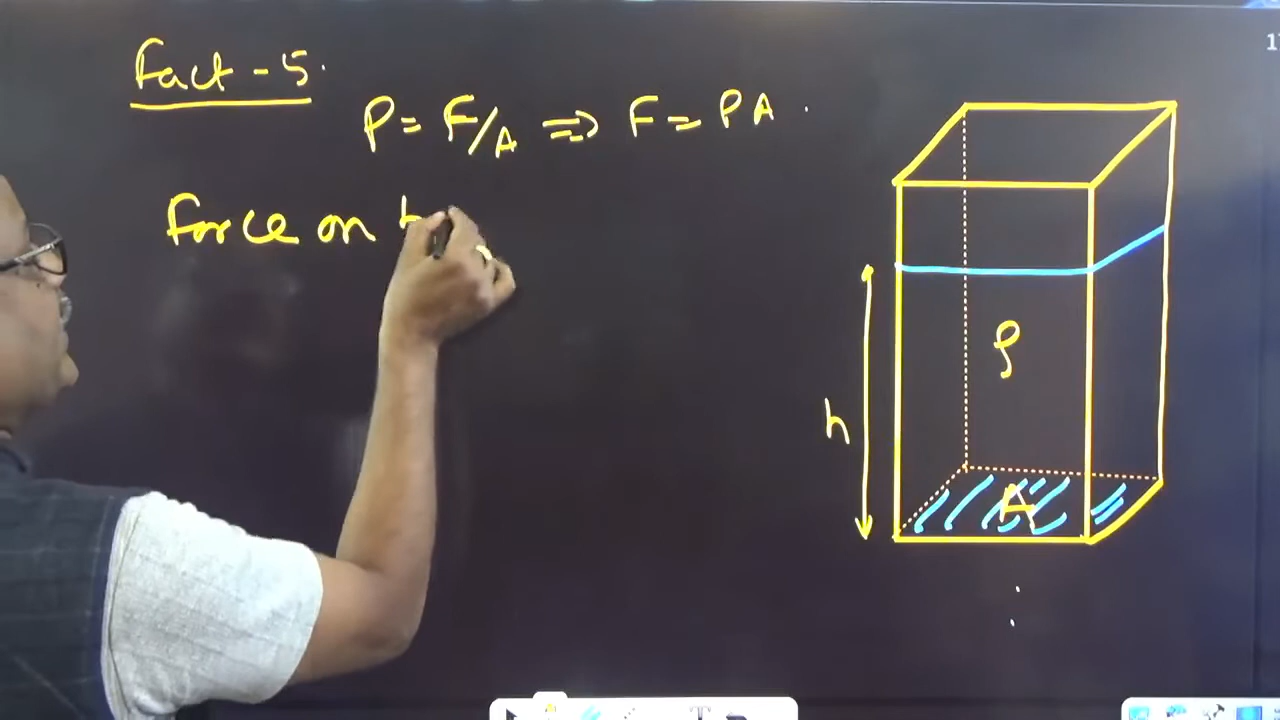 Fact - 5.
P = F/A ⇒ F = PA
Force on
h
ρ
A